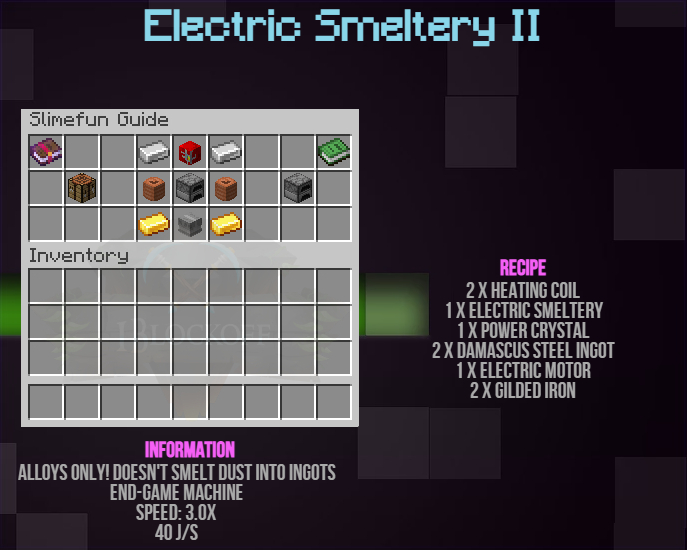 Electric Smeltery II
Slimefun Guide
Inventory
RECIPE
2 X HEATING COIL
1 X ELECTRIC SMELTERY
1 X POWER CRYSTAL
2 X DAMASCUS STEEL INGOT
1 X ELECTRIC MOTOR
2 X GILDED IRON
INFORMATION
ALLOYS ONLY! DOESN'T SMELT DUST INTO INGOTS
END-GAME MACHINE
SPEED: 3.0X
40 J/S